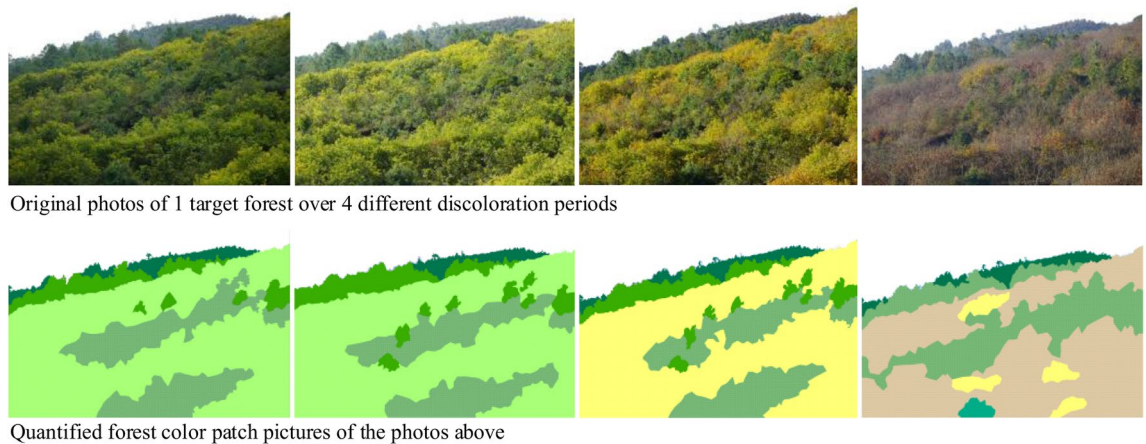 Original photos of 1 target forest over 4 different discoloration periods
Quantified forest color patch pictures of the photos above